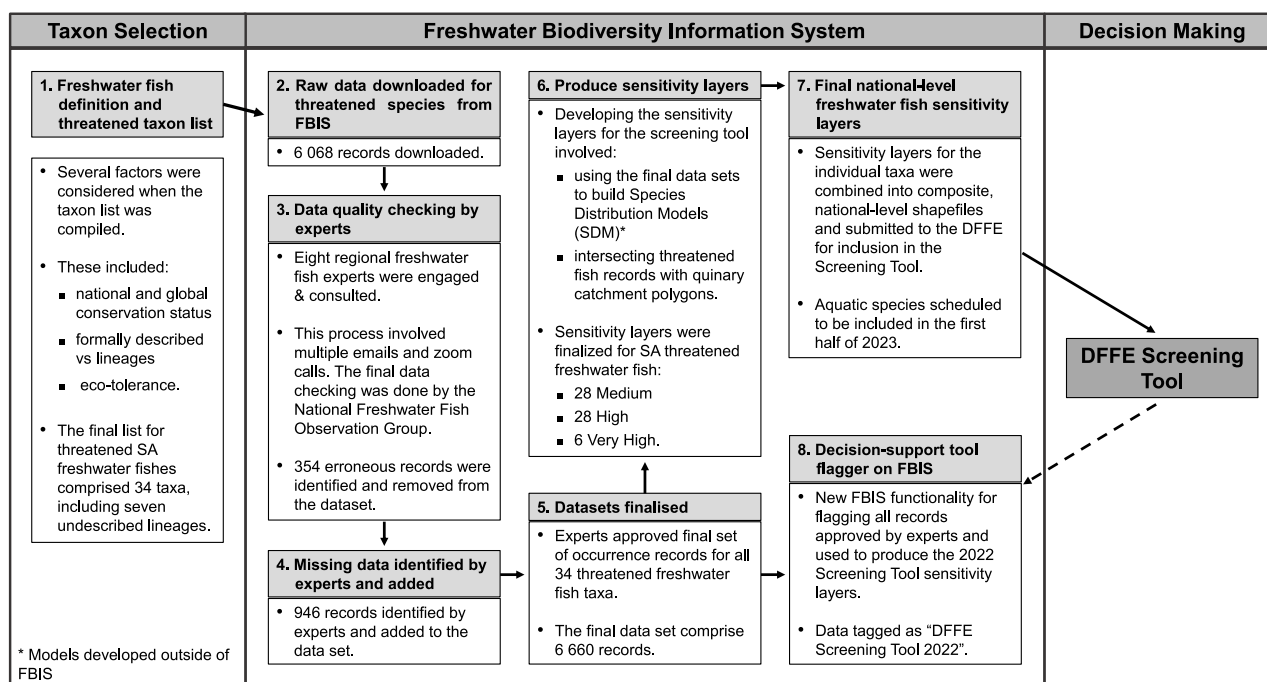 Taxon Selection
Freshwater Biodiversity Information System
Decision Making
1. Freshwater fish
definition and
threatened taxon list
• Several factors were
considered when the
taxon list was
compiled.
• These included:
▪ national and global
conservation status
▪ formally described
vs lineages
▪ eco-tolerance.
• The final list for
threatened SA
freshwater fishes
comprised 34 taxa,
including seven
undescribed lineages.
* Models developed outside of
FBIS
2. Raw data downloaded for
threatened species from
FBIS
• 6 068 records downloaded.
3. Data quality checking by
experts
• Eight regional freshwater
fish experts were engaged
& consulted.
• This process involved
multiple emails and zoom
calls. The final data
checking was done by the
National Freshwater Fish
Observation Group.
• 354 erroneous records were
identified and removed from
the dataset.
4. Missing data identified by
experts and added
• 946 records identified by
experts and added to the
data set.
5. Datasets finalised
• Experts approved final set
of occurrence records for all
34 threatened freshwater
fish taxa.
• The final data set comprise
6 660 records.
6. Produce sensitivity layers
• Developing the sensitivity
layers for the screening tool
involved:
▪ using the final data sets
to build Species
Distribution Models
(SDM)*
▪ intersecting threatened
fish records with quinary
catchment polygons.
• Sensitivity layers were
finalized for SA threatened
freshwater fish:
▪ 28 Medium
▪ 28 High
▪ 6 Very High.
7. Final national-level
freshwater fish sensitivity
layers
• Sensitivity layers for the
individual taxa were
combined into composite,
national-level shapefiles
and submitted to the DFFE
for inclusion in the
Screening Tool.
• Aquatic species scheduled
to be included in the first
half of 2023.
8. Decision-support tool
flagger on FBIS
• New FBIS functionality for
flagging all records
approved by experts and
used to produce the 2022
Screening Tool sensitivity
layers.
• Data tagged as “DFFE
Screening Tool 2022”.
DFFE Screening
Tool